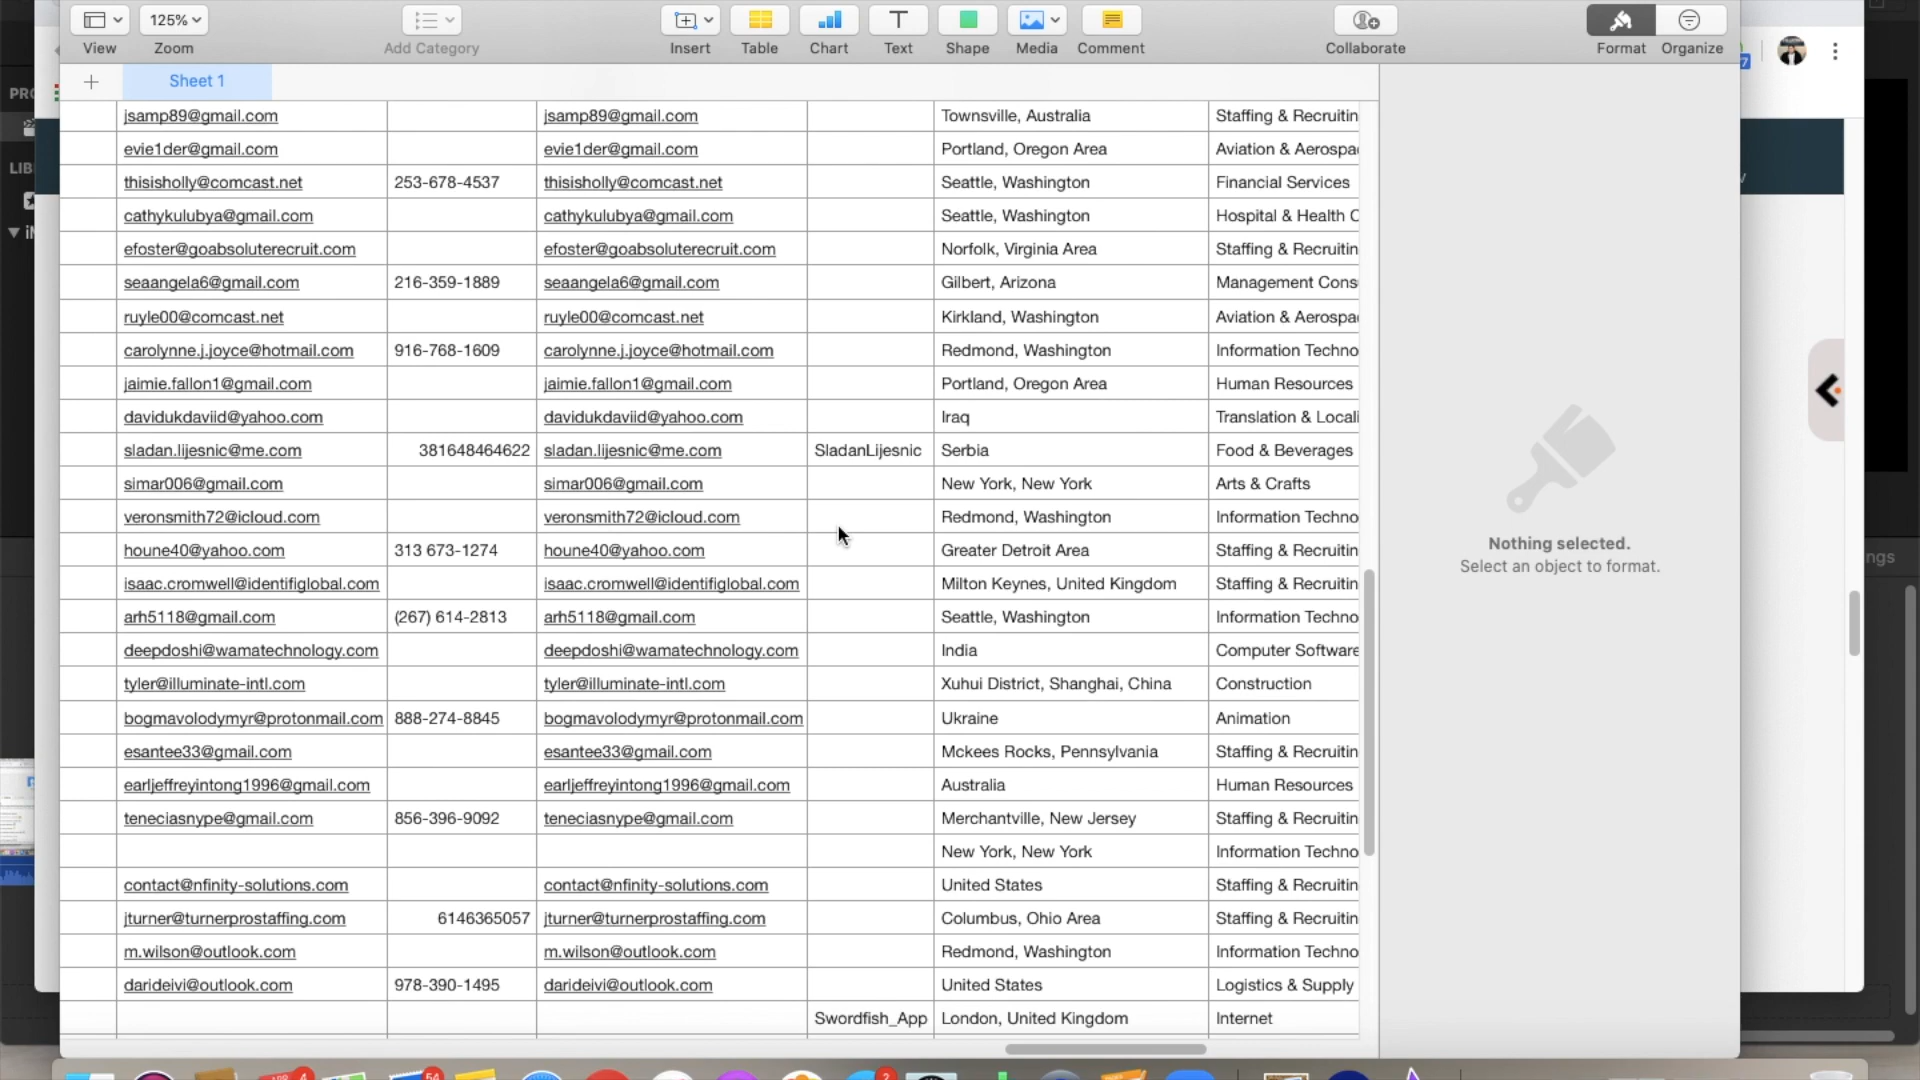 125%
View
Zoom
Add Category
Insert
Table
Chart
Text
Shape
Media
Comment
Collaborate
Format
Organize
Sheet 1
jsamp89@gmail.com jsamp89@gmail.com Townsville, Australia Staffing & Recruitin
evie1der@gmail.com evie1der@gmail.com Portland, Oregon Area Aviation & Aerospa
thisisholly@comcast.net 253-678-4537 thisisholly@comcast.net Seattle, Washington Financial Services
cathykulubya@gmail.com cathykulubya@gmail.com Seattle, Washington Hospital & Health C
efoster@goabsoluterecruit.com efoster@goabsoluterecruit.com Norfolk, Virginia Area Staffing & Recruitin
seaangela6@gmail.com 216-359-1889 seaangela6@gmail.com Gilbert, Arizona Management Cons
ruyle00@comcast.net ruyle00@comcast.net Kirkland, Washington Aviation & Aerospa
carolynne.j.joyce@hotmail.com 916-768-1609 carolynne.j.joyce@hotmail.com Redmond, Washington Information Techno
jaimie.fallon1@gmail.com jaimie.fallon1@gmail.com Portland, Oregon Area Human Resources
davidukdaviid@yahoo.com davidukdaviid@yahoo.com Iraq Translation & Locali
sladan.lijesnic@me.com 381648464622 sladan.lijesnic@me.com SladanLijesnic Serbia Food & Beverages
simar006@gmail.com simar006@gmail.com New York, New York Arts & Crafts
veronsmith72@icloud.com veronsmith72@icloud.com Redmond, Washington Information Techno
houne40@yahoo.com 313 673-1274 houne40@yahoo.com Greater Detroit Area Staffing & Recruitin
isaac.cromwell@identifiglobal.com isaac.cromwell@identifiglobal.com Milton Keynes, United Kingdom Staffing & Recruitin
arh5118@gmail.com (267) 614-2813 arh5118@gmail.com Seattle, Washington Information Techno
deepdoshi@wamatechnology.com deepdoshi@wamatechnology.com India Computer Software
tyler@illuminate-intl.com tyler@illuminate-intl.com Xuhui District, Shanghai, China Construction
bogmavolodymyr@protonmail.com 888-274-8845 bogmavolodymyr@protonmail.com Ukraine Animation
esantee33@gmail.com esantee33@gmail.com Mckees Rocks, Pennsylvania Staffing & Recruitin
earljeffreyintong1996@gmail.com earljeffreyintong1996@gmail.com Australia Human Resources
teneciasnype@gmail.com 856-396-9092 teneciasnype@gmail.com Merchantville, New Jersey Staffing & Recruitin
New York, New York Information Techno
contact@nfinity-solutions.com contact@nfinity-solutions.com United States Staffing & Recruitin
jturner@turnerprostaffing.com 6146365057 jturner@turnerprostaffing.com Columbus, Ohio Area Staffing & Recruitin
m.wilson@outlook.com m.wilson@outlook.com Redmond, Washington Information Techno
darideivi@outlook.com 978-390-1495 darideivi@outlook.com United States Logistics & Supply
Swordfish_App London, United Kingdom Internet
Nothing selected.
Select an object to format.
PRO
LIB
iM
ngs
7
4
54
2